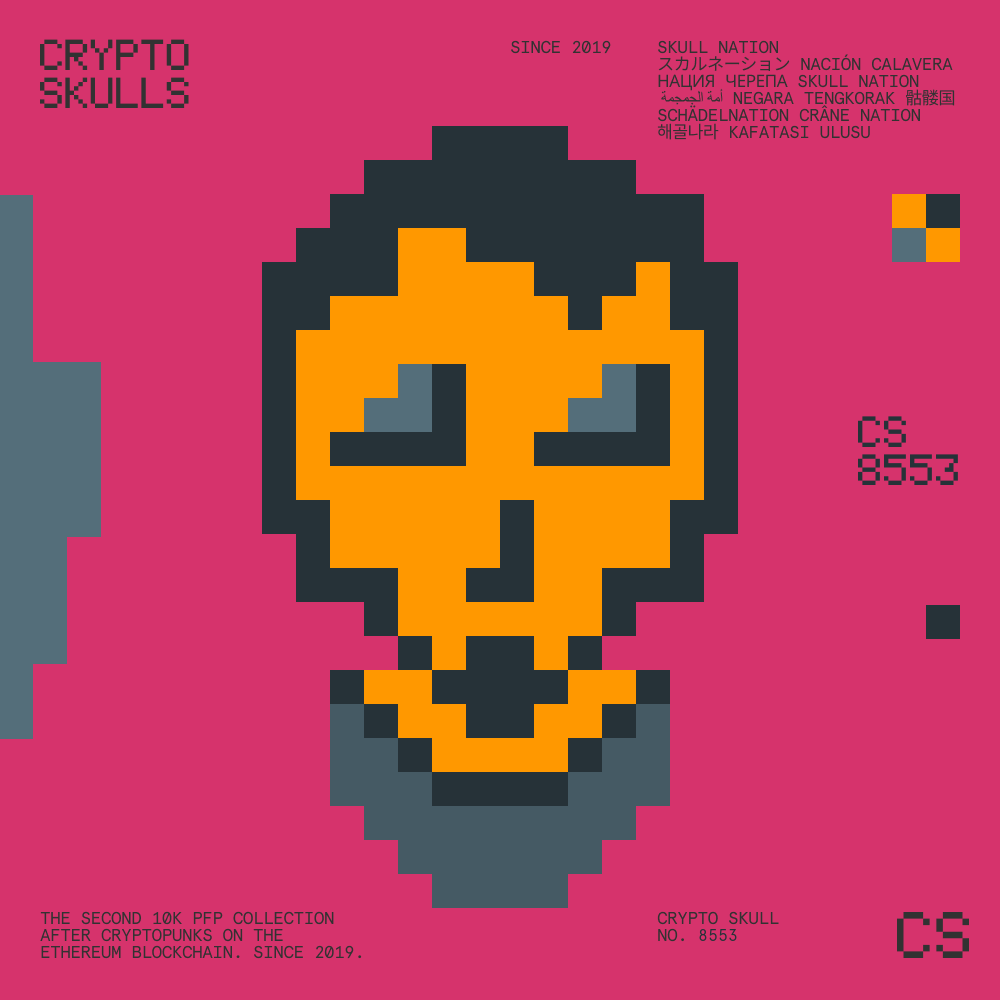 CRYPTO
SKULLS
SINCE 2019
SKULL NATION
スカルネーション NACIÓN CALAVERA
НАЦИЯ ЧЕРЕПА SKULL NATION
أمة الجمجمة NEGARA TENGKORAK 骷髅国
SCHÄDELNATION CRÂNE NATION
해골나라 KAFATASI ULUSU
CS
8553
THE SECOND 10K PFP COLLECTION
AFTER CRYPTOPUNKS ON THE
ETHEREUM BLOCKCHAIN. SINCE 2019.
CRYPTO SKULL
NO. 8553
CS